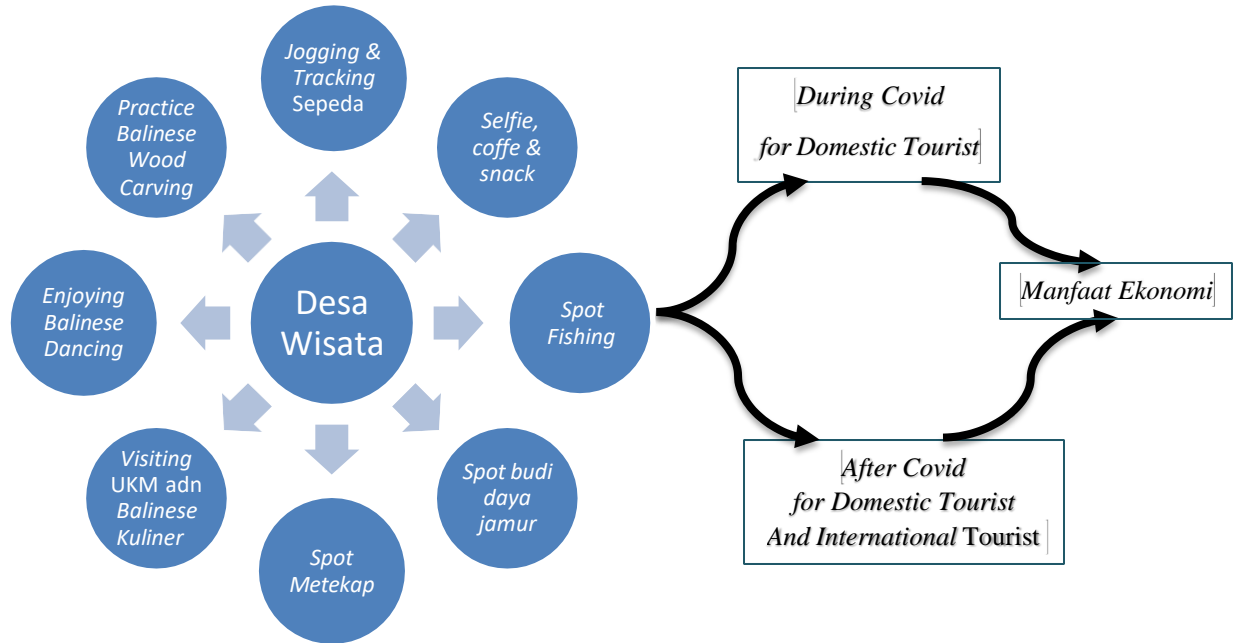 Jogging &
Tracking
Sepeda
Selfie,
coffe &
snack
Spot
Fishing
Spot budi
daya
jamur
Spot
Metekap
Visiting
UKM adn
Balinese
Kuliner
Enjoying
Balinese
Dancing
Practice
Balinese
Wood
Carving
Desa
Wisata
During Covid
for Domestic Tourist
After Covid
for Domestic Tourist
And International Tourist
Manfaat Ekonomi